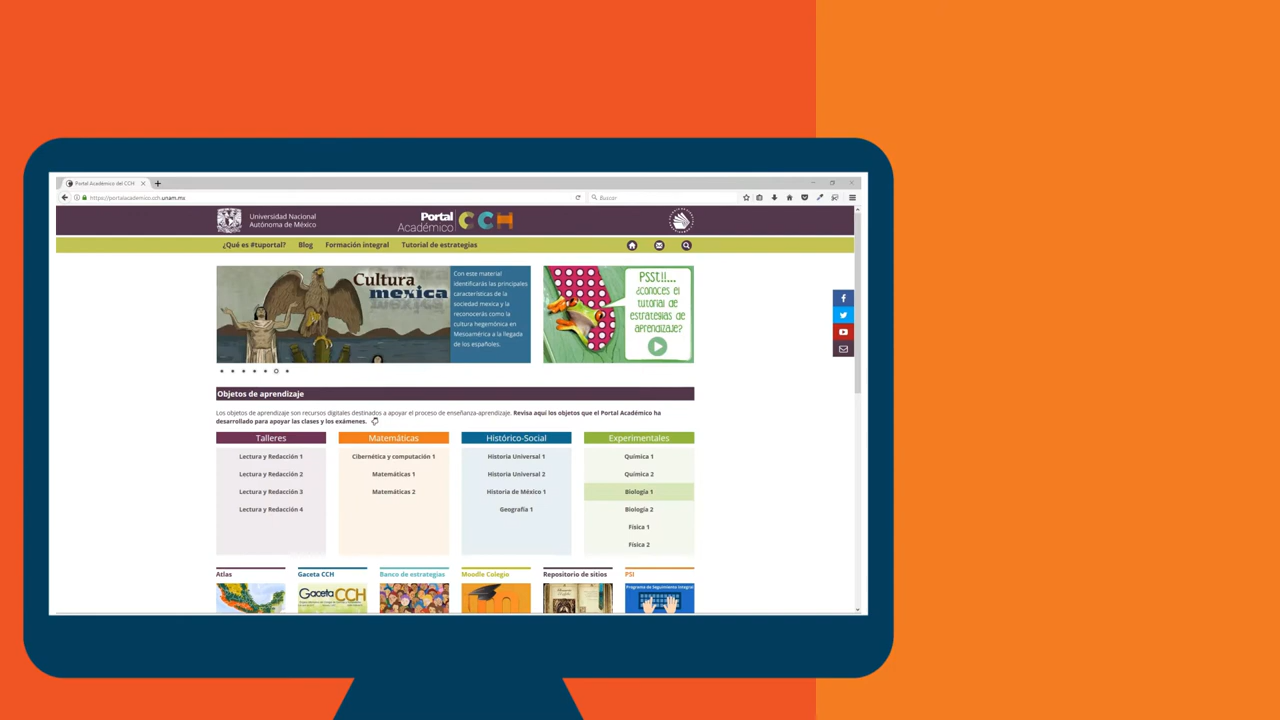 Portal Académico del CCH
https://portalacademico.cch.unam.mx
Buscar
Universidad Nacional
Autónoma de México
Portal
Académico
CCH
¿Qué es #tuportal?
Blog
Formación integral
Tutorial de estrategias
Cultura
mexica
Con este material
identificarás las principales
características de la
sociedad mexica y la
reconocerás como la
cultura hegemónica en
Mesoamérica a la llegada
de los españoles.
PSST!!...
¿CONOCES EL
TUTORIAL DE
ESTRATEGIAS DE
APRENDIZAJE?
Objetos de aprendizaje
Los objetos de aprendizaje son recursos digitales destinados a apoyar el proceso de enseñanza-aprendizaje. Revisa aquí los objetos que el Portal Académico ha
desarrollado para apoyar las clases y los exámenes.
Talleres
Lectura y Redacción 1
Lectura y Redacción 2
Lectura y Redacción 3
Lectura y Redacción 4
Matemáticas
Cibernética y computación 1
Matemáticas 1
Matemáticas 2
Histórico-Social
Historia Universal 1
Historia Universal 2
Historia de México 1
Geografía 1
Experimentales
Química 1
Química 2
Biología 1
Biología 2
Física 1
Física 2
Atlas
Gaceta CCH
Banco de estrategias
Moodle Colegio
Repositorio de sitios
PSI
Gaceta CCH
Programa de Seguimiento Integral